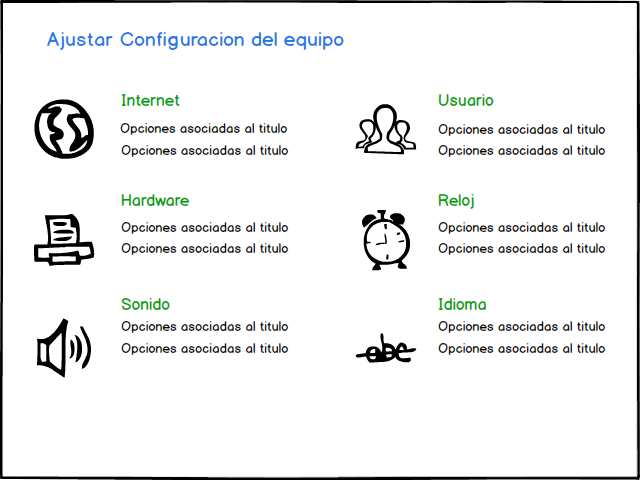 Ajustar Configuracion del equipo
Internet
Opciones asociadas al titulo
Opciones asociadas al titulo
Usuario
Opciones asociadas al titulo
Opciones asociadas al titulo
Hardware
Opciones asociadas al titulo
Opciones asociadas al titulo
Reloj
Opciones asociadas al titulo
Opciones asociadas al titulo
Sonido
Opciones asociadas al titulo
Opciones asociadas al titulo
Idioma
Opciones asociadas al titulo
Opciones asociadas al titulo
abc